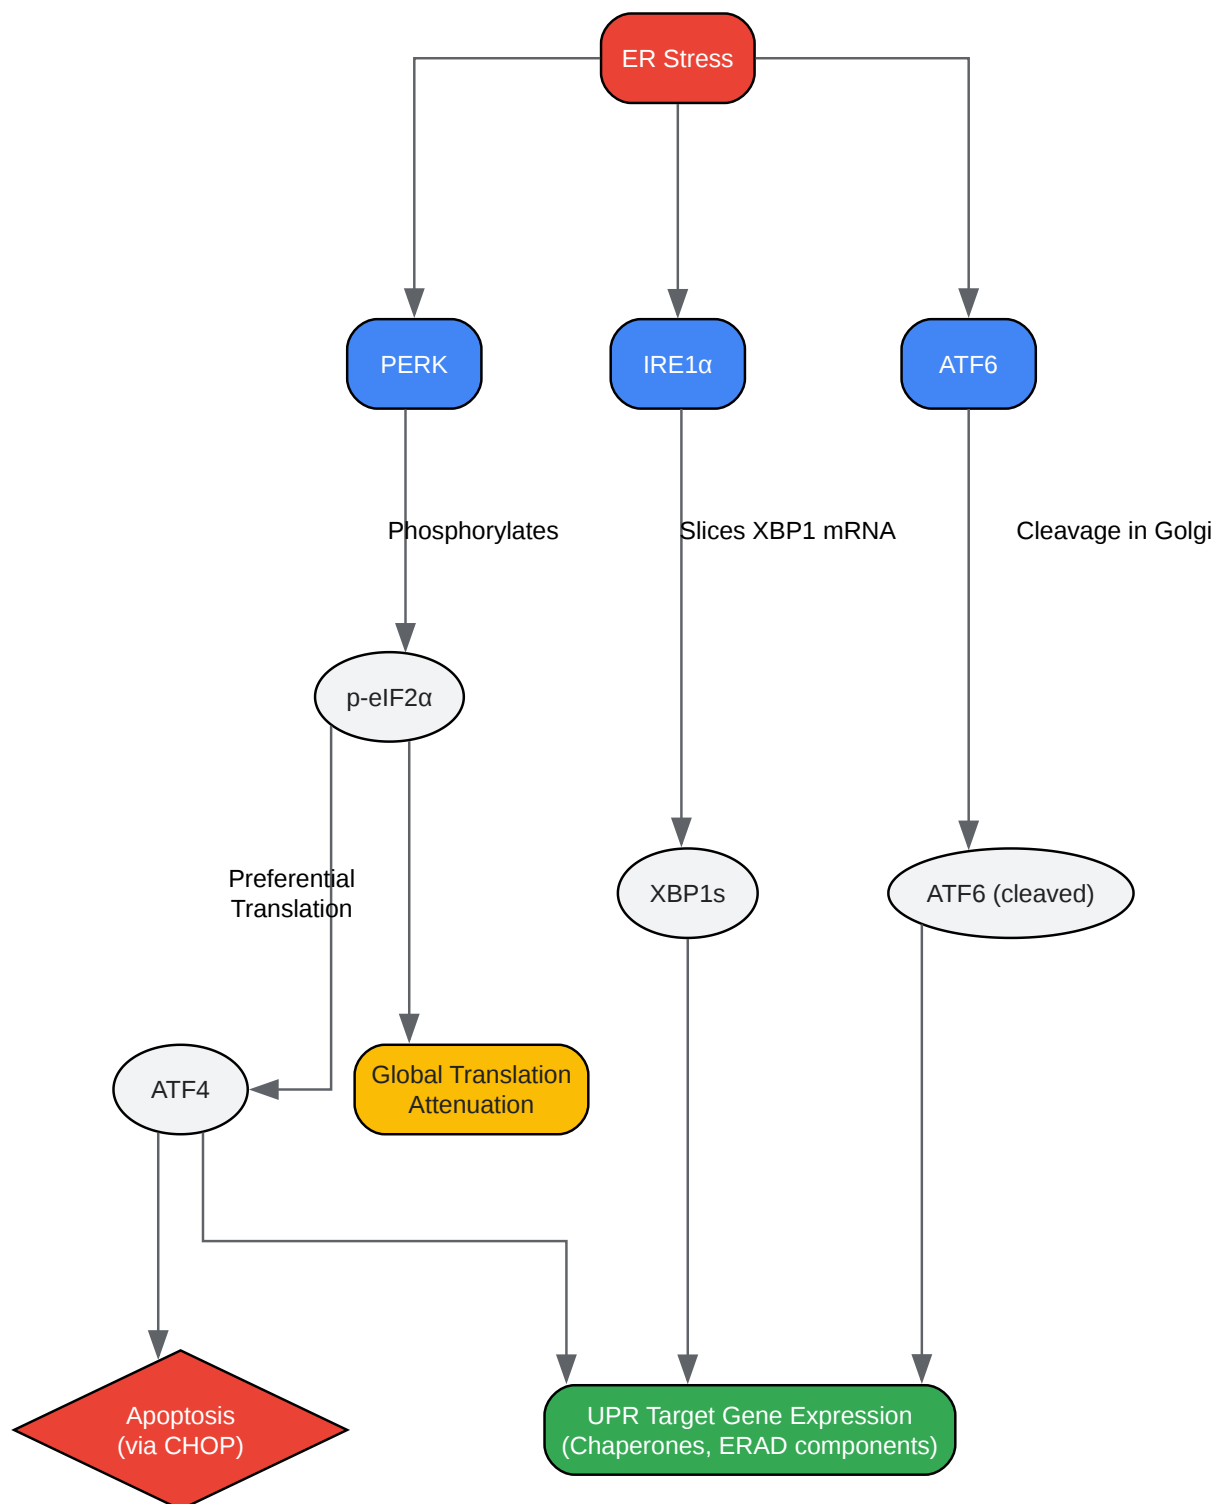 ER Stress
PERK
IRE1α
ATF6
Phosphorylates
Slices XBP1 mRNA
Cleavage in Golgi
p-eIF2α
Preferential
Translation
XBP1s
ATF6 (cleaved)
ATF4
Global Translation
Attenuation
Apoptosis
(via CHOP)
UPR Target Gene Expression
(Chaperones, ERAD components)